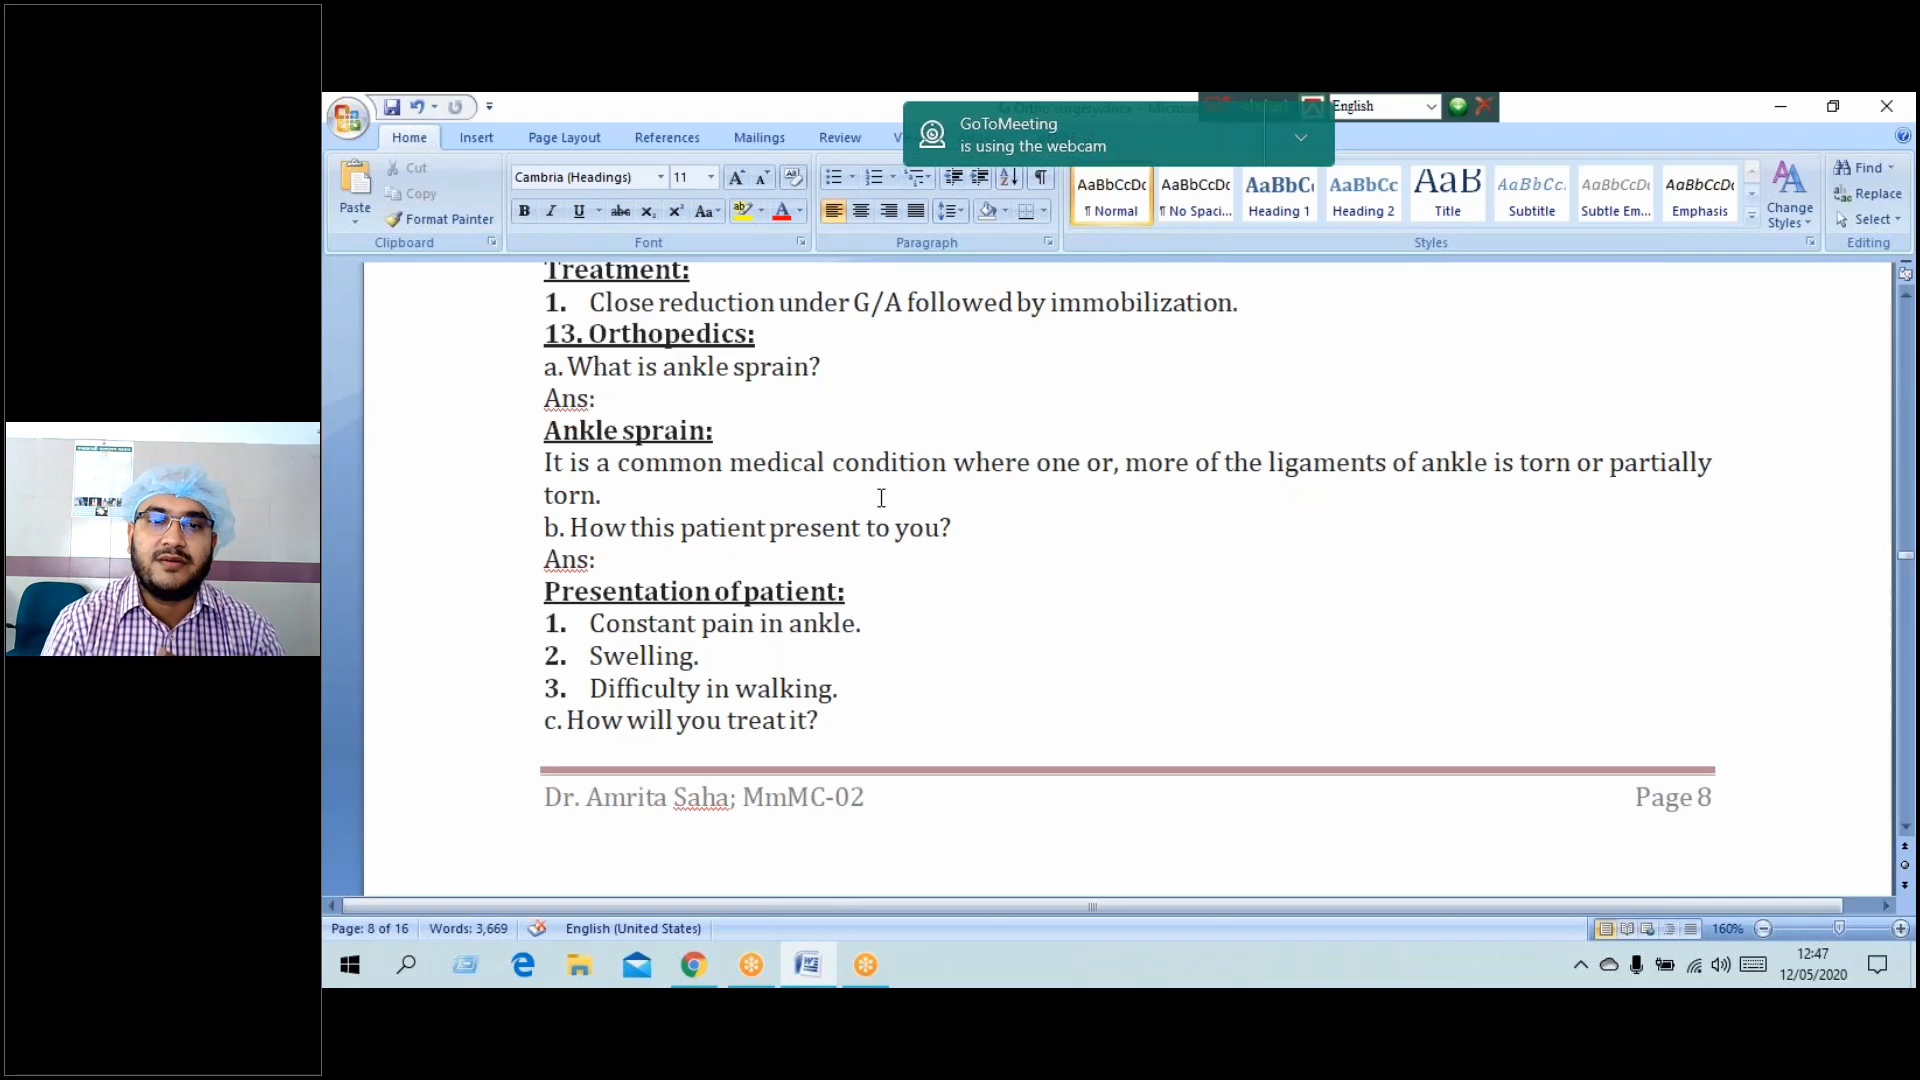 GoToMeeting
is using the webcam
English
Home Insert Page Layout References Mailings Review
Paste
Cut
Copy
Format Painter
Clipboard
Cambria (Headings) 11
Font
Paragraph
AaBbCcDc AaBbCcDc AaBbC AaBbCc AaB AaBbCc. AaBbCcDc AaBbCcDc
¶ Normal ¶ No Spaci... Heading 1 Heading 2 Title Subtitle Subtle Em... Emphasis
Change
Styles
Styles
Find
Replace
Select
Editing
Treatment:
1. Close reduction under G/A followed by immobilization.
13. Orthopedics:
a. What is ankle sprain?
Ans:
Ankle sprain:
It is a common medical condition where one or, more of the ligaments of ankle is torn or partially
torn.
b. How this patient present to you?
Ans:
Presentation of patient:
1. Constant pain in ankle.
2. Swelling.
3. Difficulty in walking.
c. How will you treat it?
Dr. Amrita Saha; MmMC-02 Page 8
Page: 8 of 16 Words: 3,669 English (United States) 160%
12:47
12/05/2020